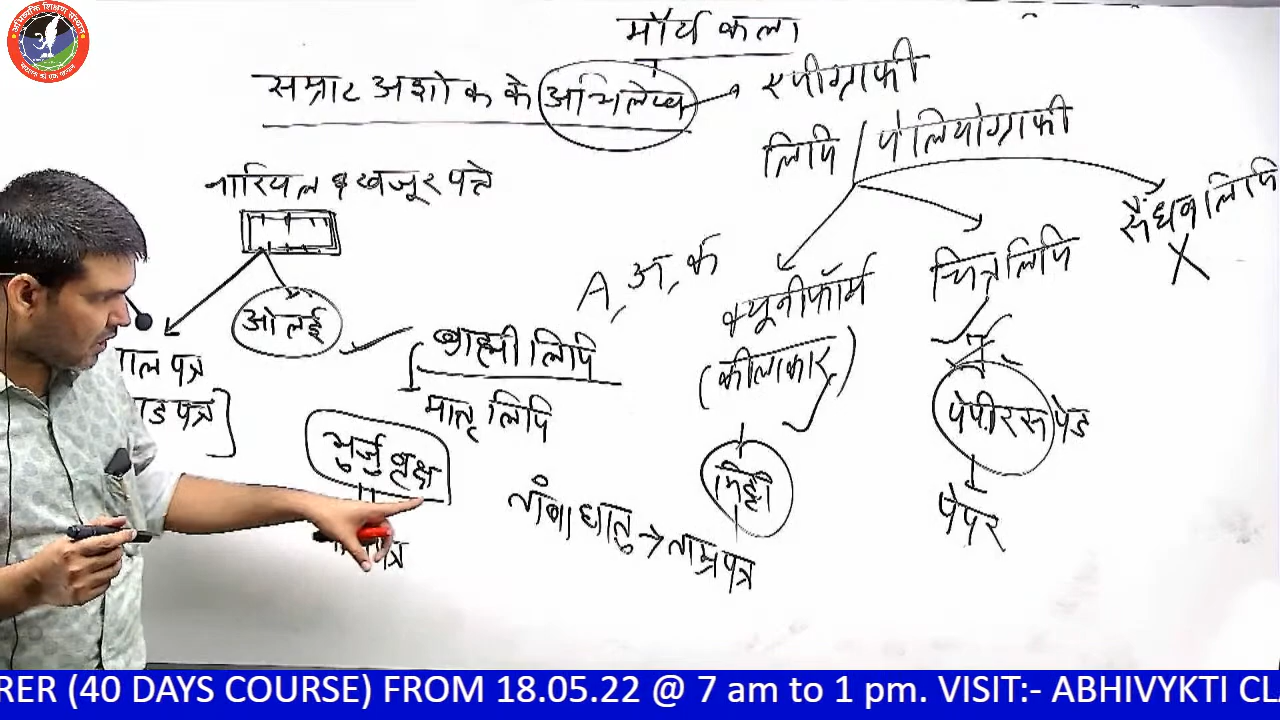 मौर्य कला
सम्राट अशोक के अभिलेख
एपीग्राफी
लिपि / पेलियोग्राफी
नारियल व खजूर पत्ते
सैंधव लिपि
X
A, अ, क
क्यूनीफॉर्म
(कीलाकार)
चित्रलिपि
ओलई
ब्राह्मी लिपि
मातृ लिपि
भुर्ज वृक्ष
तांबा धातु → ताम्रपत्र
मिट्टी
पेपीरस पेड
पेपर
RER (40 DAYS COURSE) FROM 18.05.22 @ 7 am to 1 pm. VISIT:- ABHIVYKTI CL